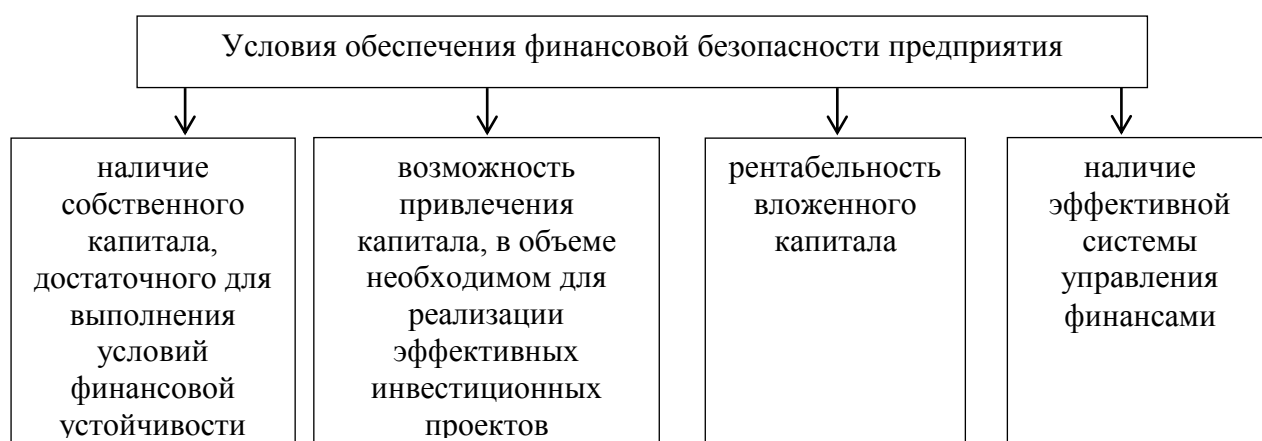 Условия обеспечения финансовой безопасности предприятия
наличие
собственного
капитала,
достаточного для
выполнения
условий
финансовой
устойчивости
возможность
привлечения
капитала, в объеме
необходимом для
реализации
эффективных
инвестиционных
проектов
рентабельность
вложенного
капитала
наличие
эффективной
системы
управления
финансами